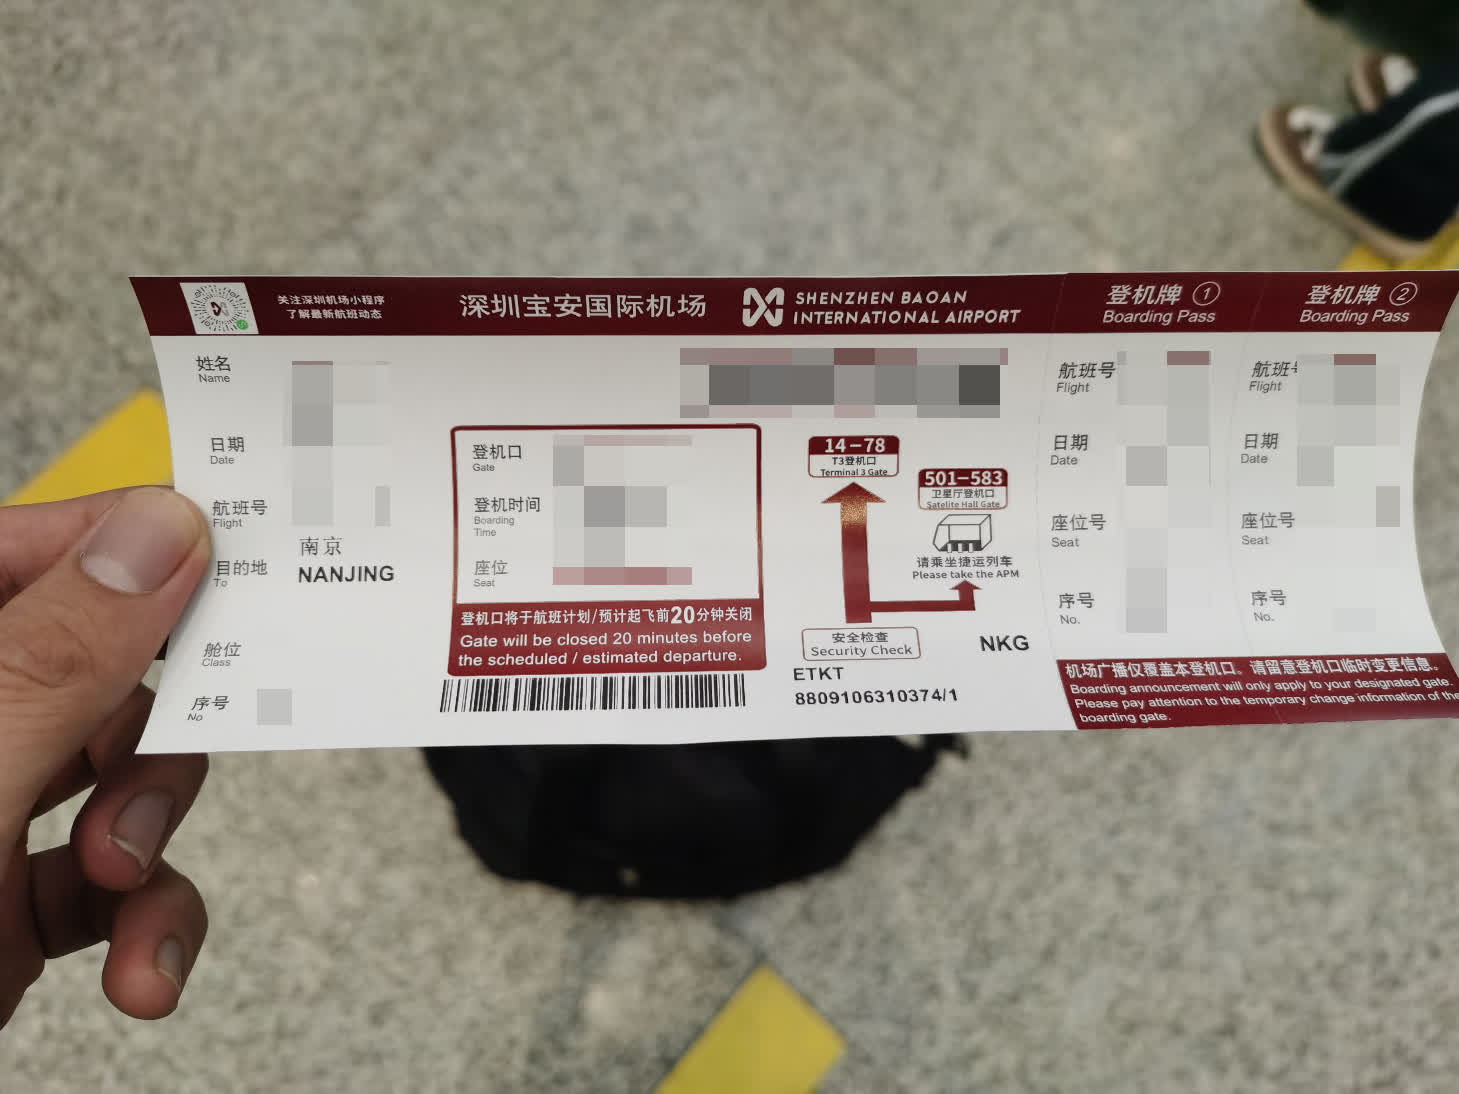 关注深圳机场小程序
了解最新航班动态
深圳宝安国际机场
SHENZHEN BAOAN
INTERNATIONAL AIRPORT
登机牌 ①
Boarding Pass
登机牌 ②
Boarding Pass
姓名
Name
日期
Date
航班号
Flight
目的地
To
南京
NANJING
舱位
Class
序号
No
登机口
Gate
登机时间
Boarding
Time
座位
Seat
登机口将于航班计划/预计起飞前20分钟关闭
Gate will be closed 20 minutes before
the scheduled / estimated departure.
14-78
T3登机口
Terminal 3 Gate
501-583
卫星厅登机口
Satelite Hall Gate
请乘坐捷运列车
Please take the APM
安全检查
Security Check
NKG
ETKT
8809106310374/1
航班号
Flight
日期
Date
座位号
Seat
序号
No.
航班号
Flight
日期
Date
座位号
Seat
序号
No.
机场广播仅覆盖本登机口。请留意登机口临时变更信息。
Boarding announcement will only apply to your designated gate.
Please pay attention to the temporary change information of the
boarding gate.